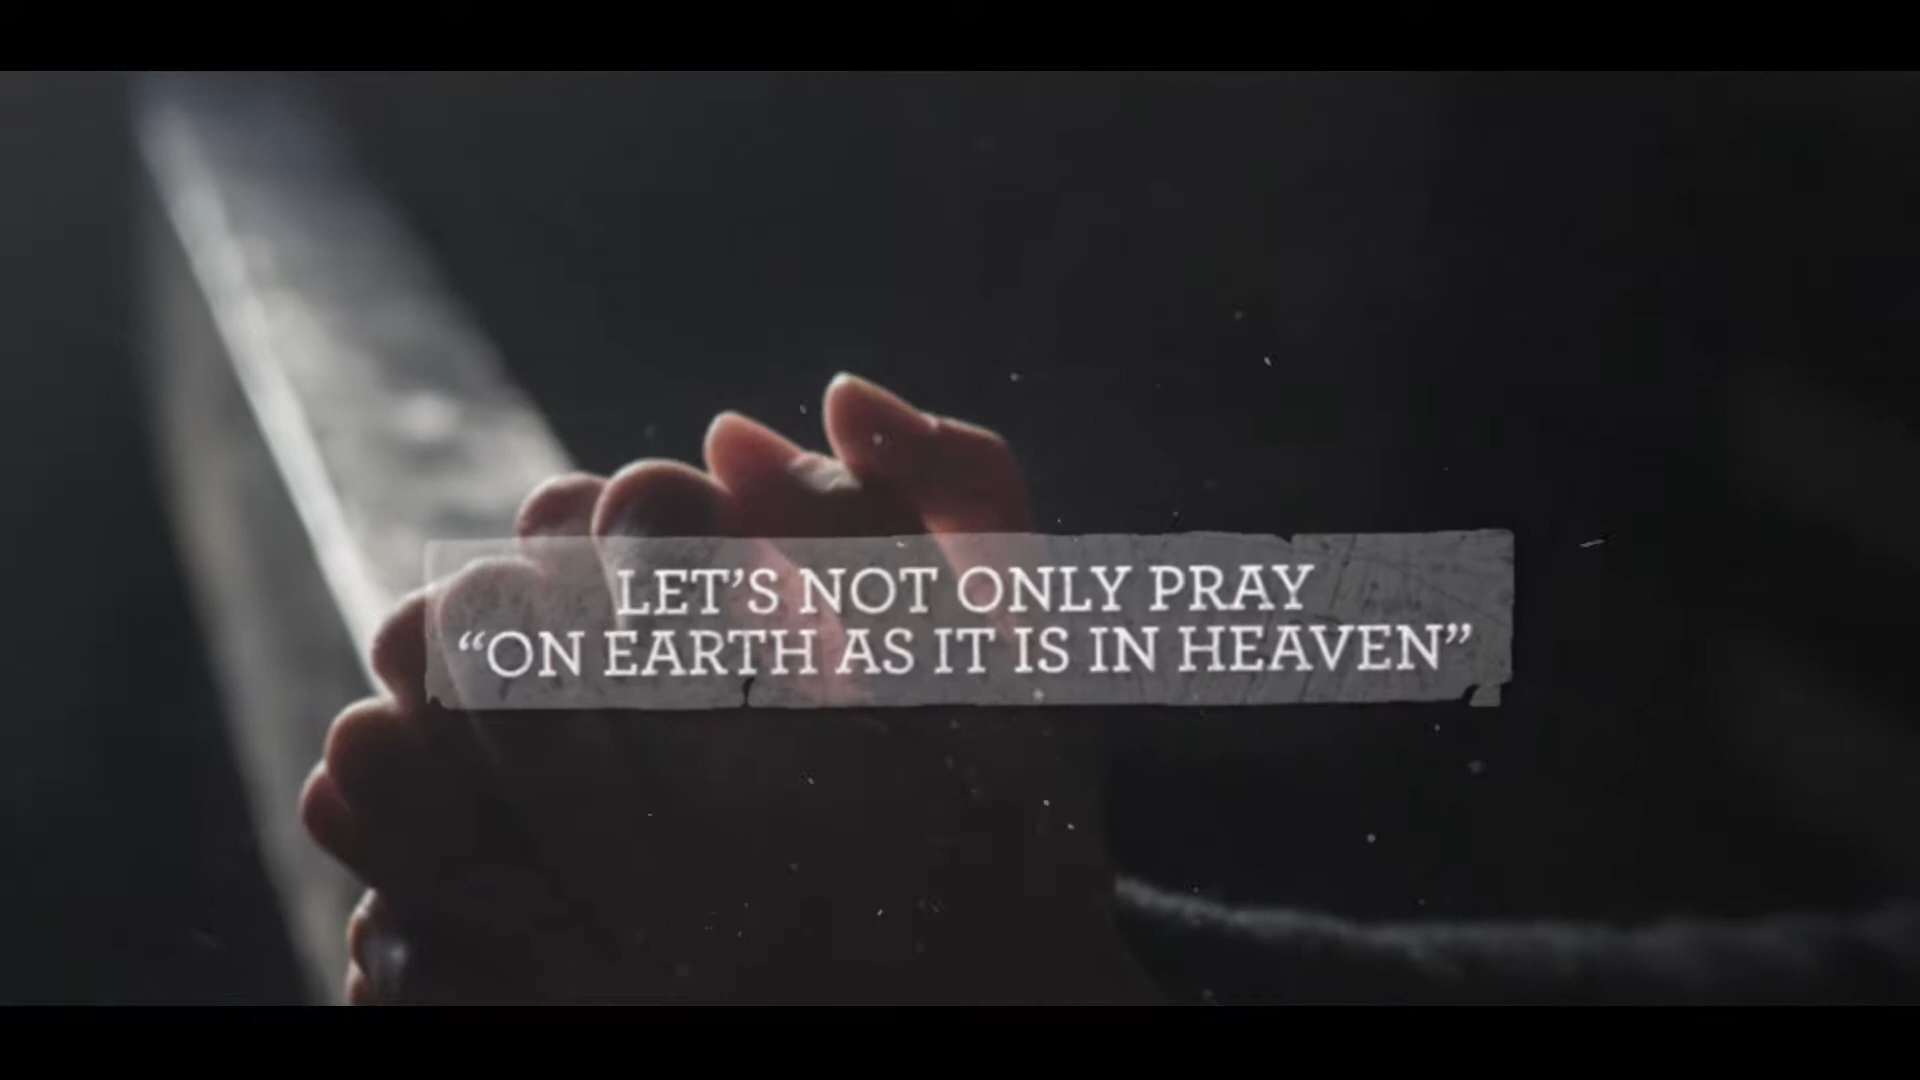 LET’S NOT ONLY PRAY
“ON EARTH AS IT IS IN HEAVEN”